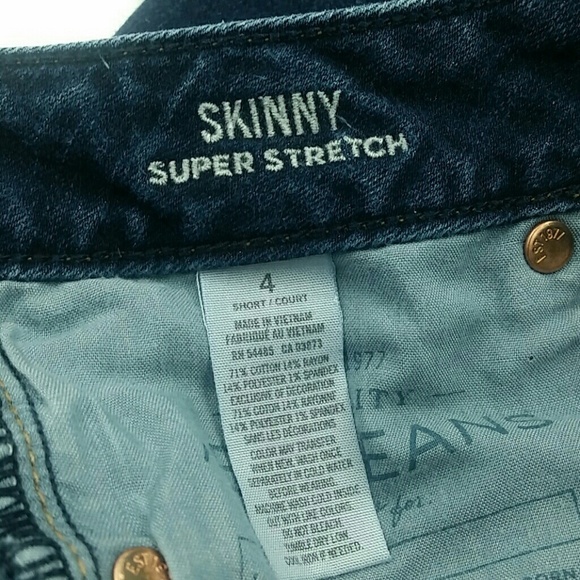 SKINNY
SUPER STRETCH
EST. 1977
4
SHORT / COURT
MADE IN VIETNAM
FABRIQUÉ AU VIETNAM
RN 54485 CA 03073
71% COTTON 14% RAYON
14% POLYESTER 1% SPANDEX
EXCLUSIVE OF DECORATION
71% COTON 14% RAYONNE
14% POLYESTER 1% SPANDEX
SANS LES DÉCORATIONS
COLOR MAY TRANSFER
WHEN NEW. WASH ONCE
SEPARATELY IN COLD WATER
BEFORE WEARING.
MACHINE WASH COLD INSIDE
OUT WITH LIKE COLORS.
DO NOT BLEACH.
TUMBLE DRY LOW.
COOL IRON IF NEEDED.
1977
ITY
EANS
for: